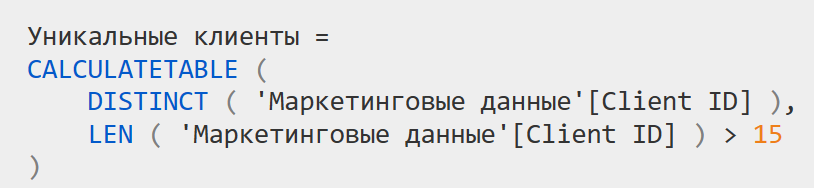 Уникальные клиенты =
CALCULATETABLE (
DISTINCT ( 'Маркетинговые данные'[Client ID] ),
LEN ( 'Маркетинговые данные'[Client ID] ) > 15
)